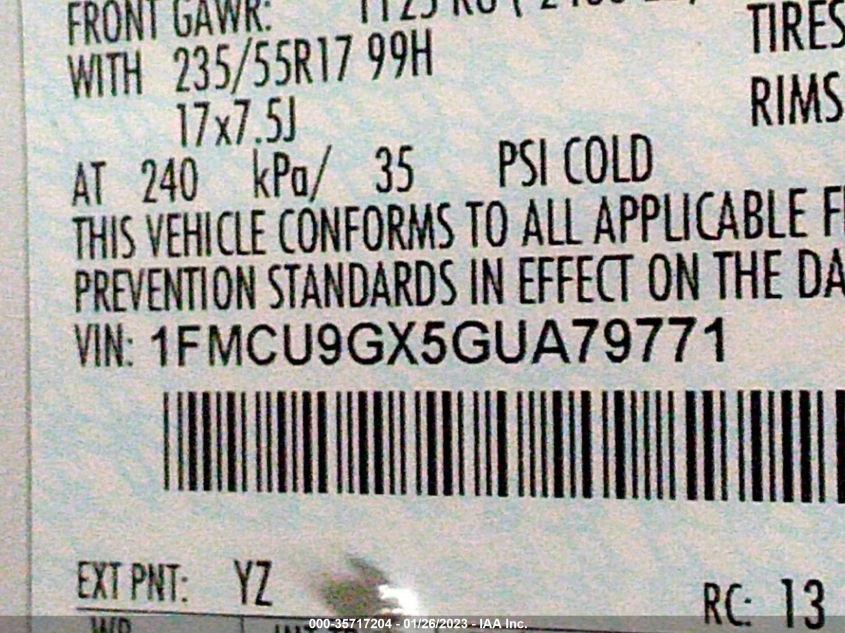 FRONT GAWR:
TIRES
WITH 235/55R17 99H
RIMS
17x7.5J
AT 240 kPa/ 35 PSI COLD
THIS VEHICLE CONFORMS TO ALL APPLICABLE
PREVENTION STANDARDS IN EFFECT ON THE
VIN: 1FMCU9GX5GUA79771
EXT PNT: YZ
RC: 13
000-35717204 - 01/26/2023 - IAA Inc.